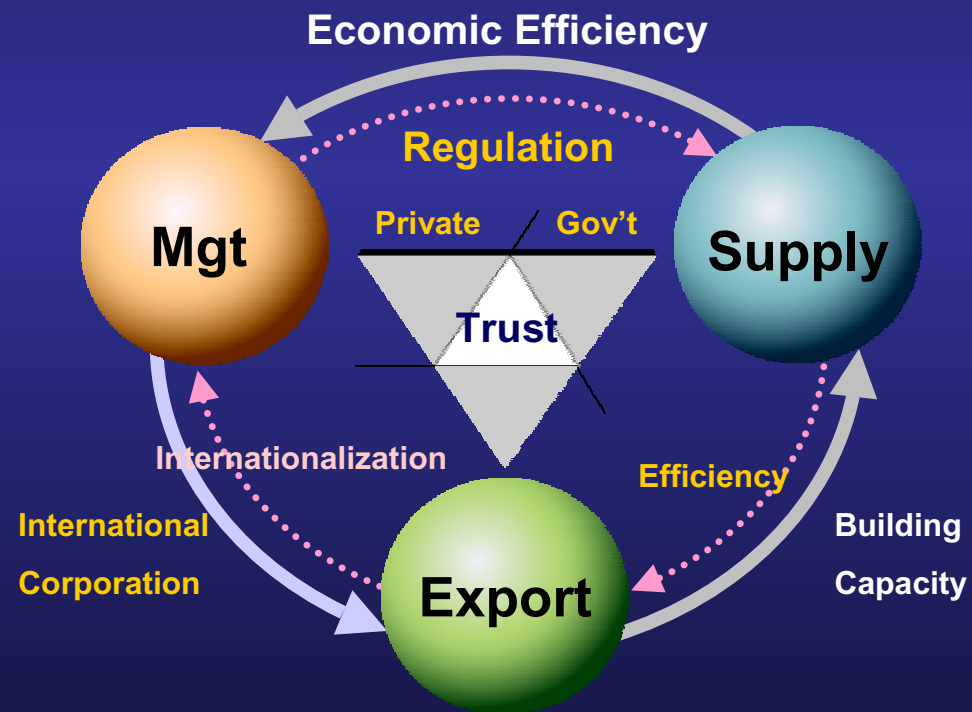 Economic Efficiency
Regulation
Private Gov't
Mgt
Supply
Trust
Internationalization
Efficiency
International
Corporation
Building
Capacity
Export